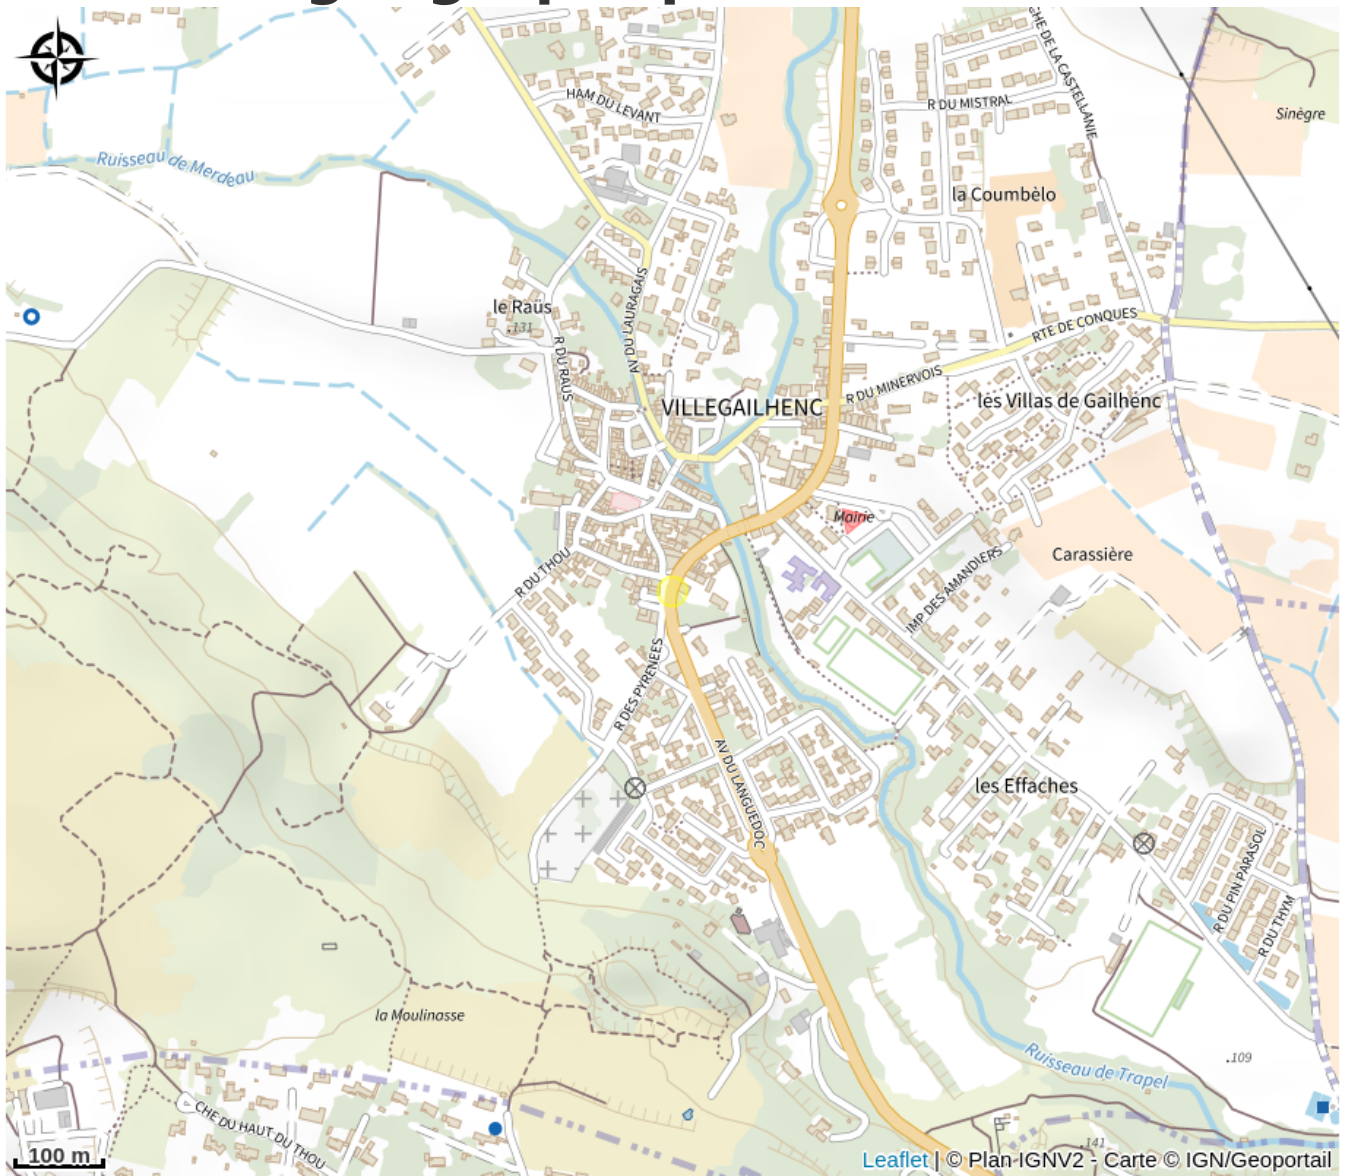 HAM DU LEVANT
R DU MISTRAL
CHE DE LA CASTELLANIE
Sinègre
Ruisseau de Merdeau
la Coumbèlo
le Raüs
131
AV DU LAURAGAIS
R DU RAUS
RTE DE CONQUES
R DU MINERVOIS
VILLEGAILHENC
les Villas de Gailhenc
Mairie
Carassière
R DU THOU
IMP DES AMANDIERS
R DES PYRENEES
AV DU LANGUEDOC
les Effaches
R DU PIN PARASOL
R DU THYM
la Moulinasse
Ruisseau de Trapel
109
CHE DU HAUT DU THOU
141
100 m
Leaflet | © Plan IGNV2 - Carte © IGN/Geoportail